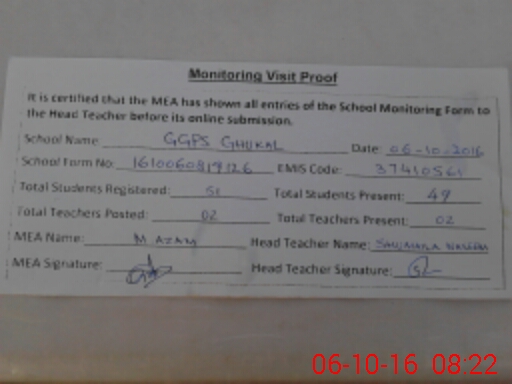 Monitoring Visit Proof
It is certified that the MEA has shown all entries of the School Monitoring Form to
the Head Teacher before its online submission.
School Name: GGPS GHUKAL Date: 06-10-2016
School Form No: 1610060819126 EMIS Code: 37410561
Total Students Registered: 51 Total Students Present: 49
Total Teachers Posted: 02 Total Teachers Present: 02
MEA Name: M AZAM Head Teacher Name:
MEA Signature: Head Teacher Signature:
06-10-16 08:22